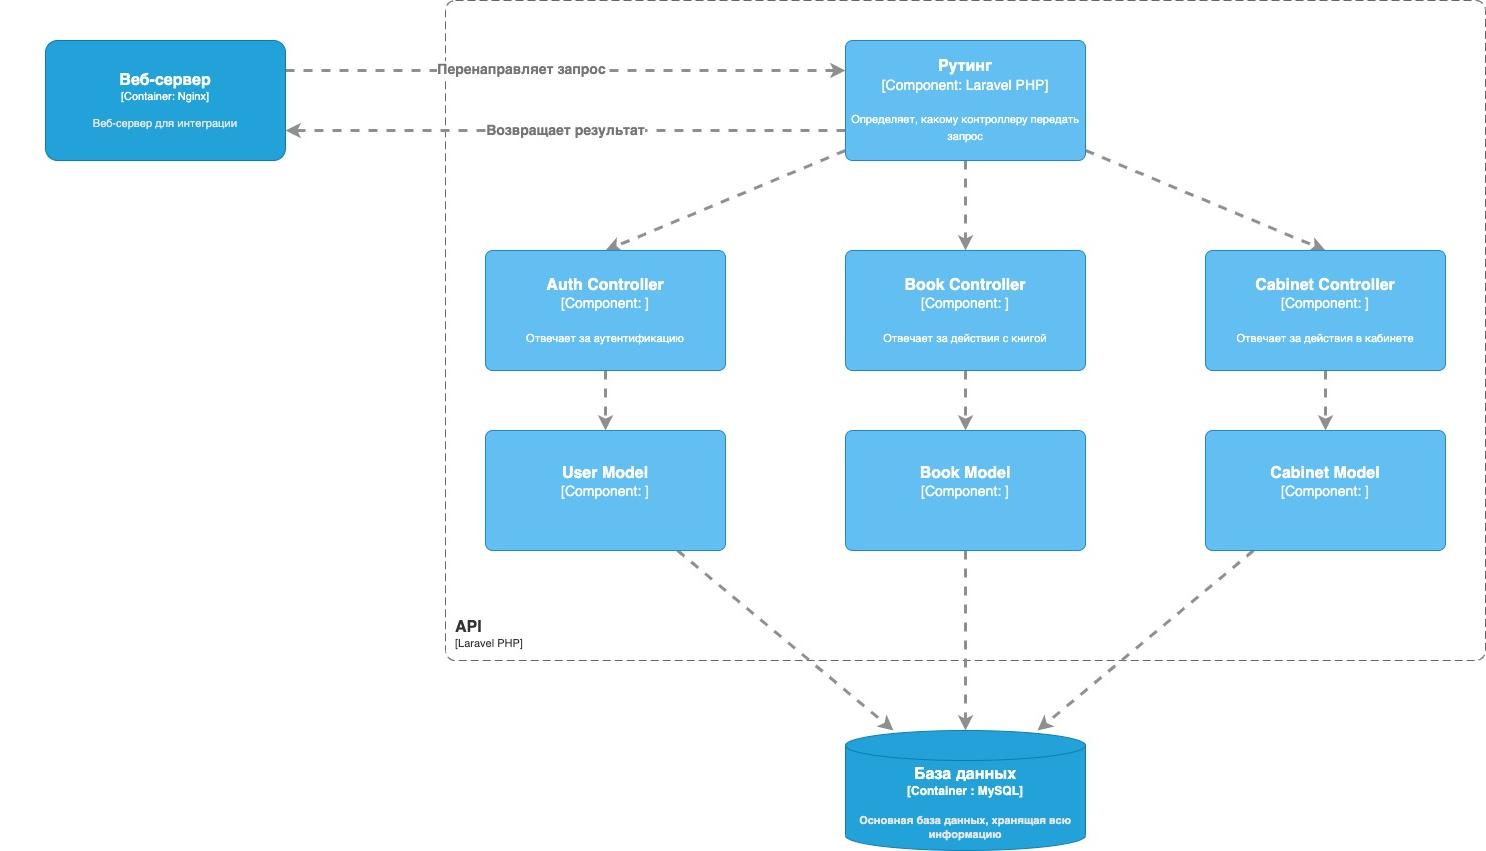 Веб-сервер
[Container: Nginx]
Веб-сервер для интеграции
Перенаправляет запрос
Возвращает результат
Рутинг
[Component: Laravel PHP]
Определяет, какому контроллеру передать
запрос
Auth Controller
[Component: ]
Отвечает за аутентификацию
Book Controller
[Component: ]
Отвечает за действия с книгой
Cabinet Controller
[Component: ]
Отвечает за действия в кабинете
User Model
[Component: ]
Book Model
[Component: ]
Cabinet Model
[Component: ]
API
[Laravel PHP]
База данных
[Container : MySQL]
Основная база данных, хранящая всю
информацию